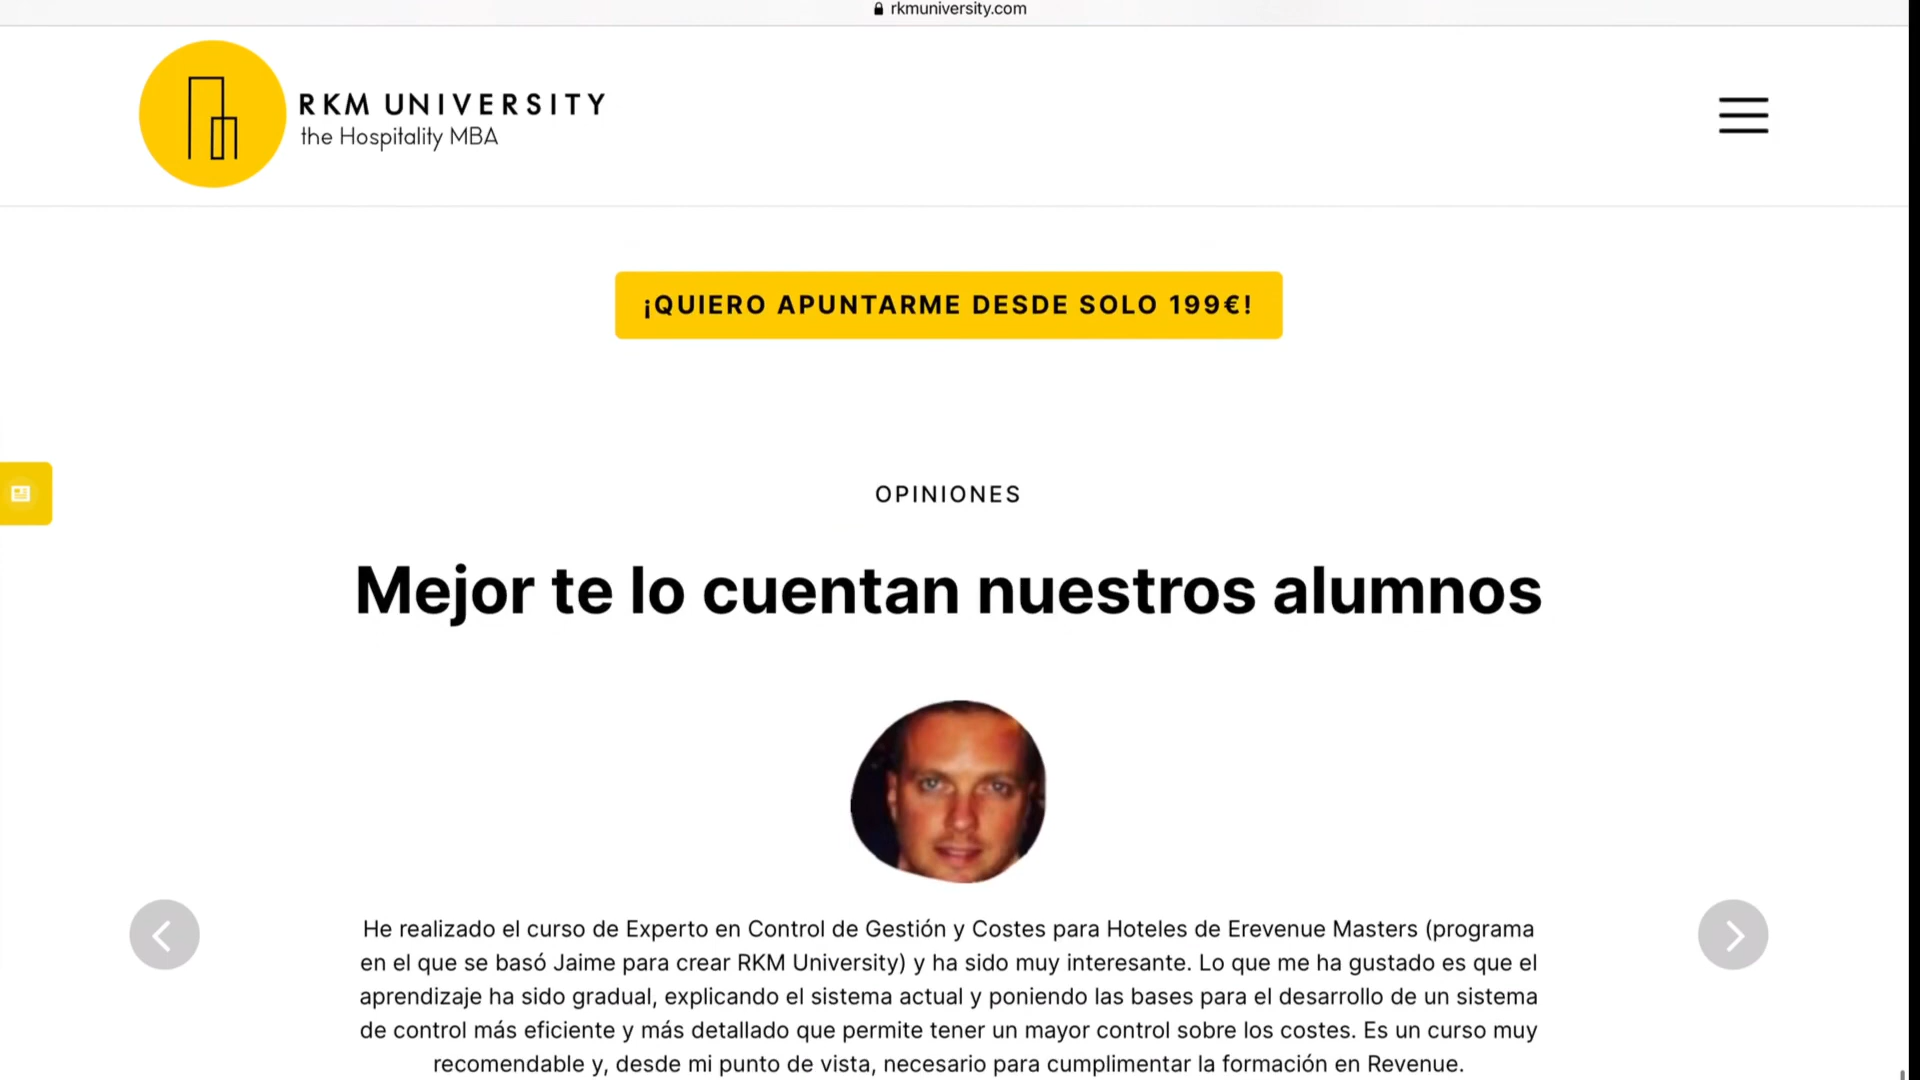 rkmuniversity.com
RKM UNIVERSITY
the Hospitality MBA
¡QUIERO APUNTARME DESDE SOLO 199€!
OPINIONES
Mejor te lo cuentan nuestros alumnos
He realizado el curso de Experto en Control de Gestión y Costes para Hoteles de Erevenue Masters (programa
en el que se basó Jaime para crear RKM University) y ha sido muy interesante. Lo que me ha gustado es que el
aprendizaje ha sido gradual, explicando el sistema actual y poniendo las bases para el desarrollo de un sistema
de control más eficiente y más detallado que permite tener un mayor control sobre los costes. Es un curso muy
recomendable y, desde mi punto de vista, necesario para cumplimentar la formación en Revenue.